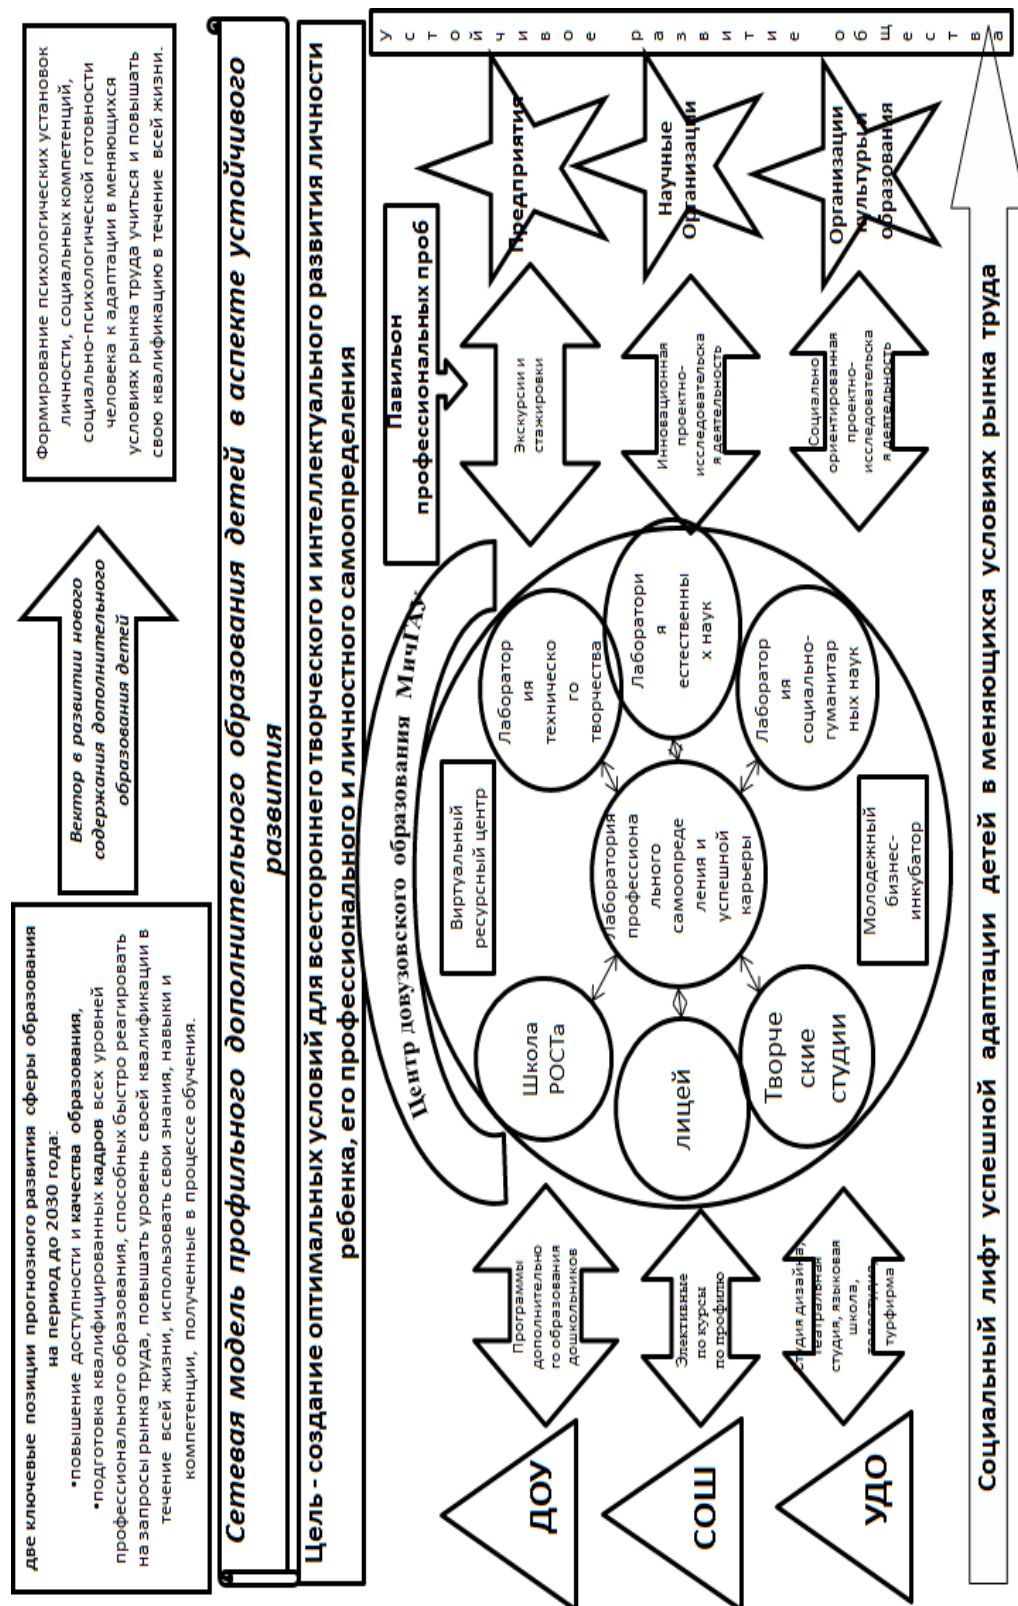 две ключевые позиции прогнозного развития сферы образования
на период до 2030 года:
•повышение доступности и качества образования,
•подготовка квалифицированных кадров всех уровней
профессионального образования, способных быстро реагировать
на запросы рынка труда, повышать уровень своей квалификации в
течение всей жизни, использовать свои знания, навыки и
компетенции, полученные в процессе обучения.
Вектор в развитии нового
содержания дополнительного
образования детей
Формирование психологических установок
личности, социальных компетенций,
социально-психологической готовности
человека к адаптации в меняющихся
условиях рынка труда учиться и повышать
свою квалификацию в течение всей жизни.
Сетевая модель профильного дополнительного образования детей в аспекте устойчивого
развития
Цель - создание оптимальных условий для всестороннего творческого и интеллектуального развития личности
ребенка, его профессионального и личностного самоопределения
ДОУ
СОШ
УДО
Программы
дополнительно
го образования
дошкольников
Элективные
по курсы
по профилю
студия дизайна,
театральная
студия, языковая
школа,
турфирма
Центр довузовского образования МичГАУ
Школа
РОСТа
ЛИЦЕЙ
Творче
ские
студии
Виртуальный
ресурсный центр
Лаборатория
профессиона
льного
самоопреде
ления и
успешной
карьеры
Молодежный
бизнес-
инкубатор
Лаборатор
ия
техническо
го
творчества
Лаборатори
я
естественны
х наук
Лаборатор
ия
социально-
гуманитар
ных наук
Павильон
профессиональных проб
Экскурсии и
стажировки
Инновационная
проектно-
исследовательска
я деятельность
Социально
ориентированная
проектно-
исследовательска
я деятельность
Предприятия
Научные
Организации
Организации
культуры и
образования
Устойчивое развитие общества
Социальный лифт успешной адаптации детей в меняющихся условиях рынка труда